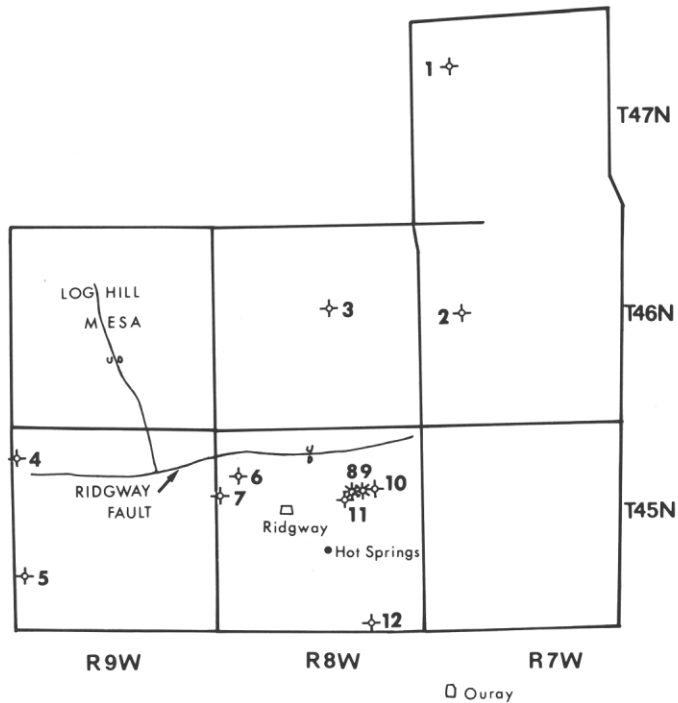 1
T47N
LOG HILL
MESA
U D
3
2
T46N
4
U
D
6
8 9
10
7
11
RIDGWAY
FAULT
Ridgway
T45N
Hot Springs
5
12
R9W
R8W
R7W
Ouray